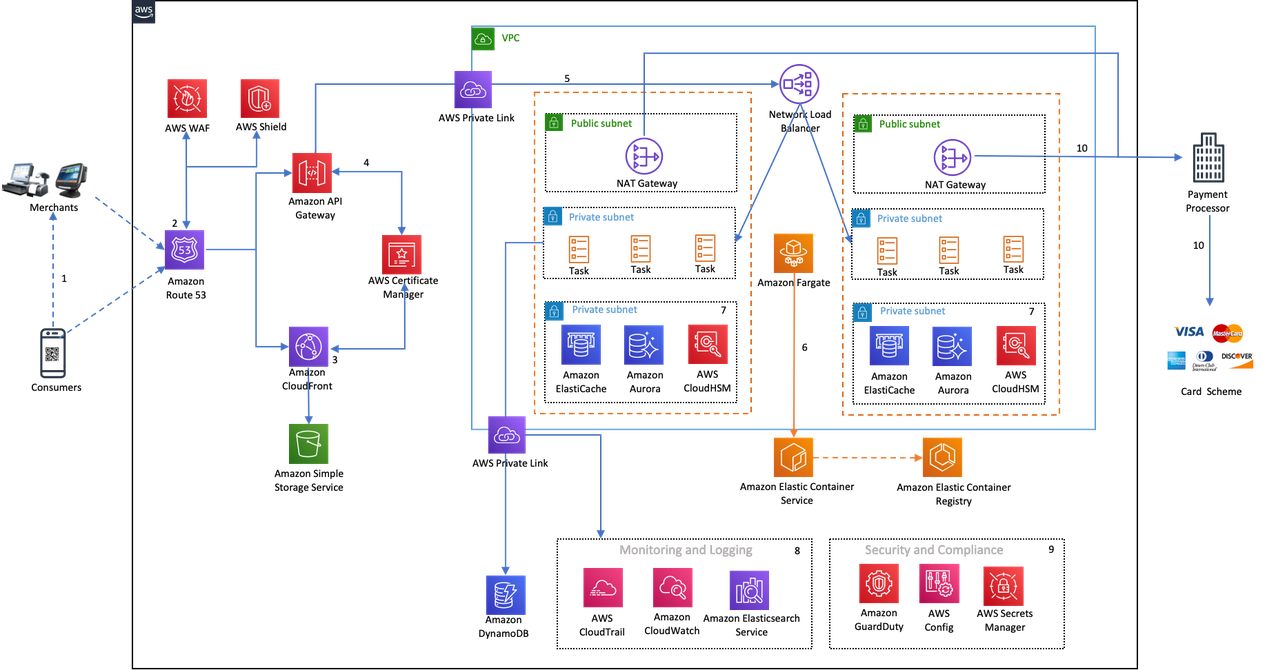 aws
VPC
5
AWS WAF
AWS Shield
AWS Private Link
Network Load
Balancer
Public subnet
Public subnet
NAT Gateway
NAT Gateway
10
Payment
Processor
4
Amazon API
Gateway
Merchants
2
53
Amazon
Route 53
1
Private subnet
Task
Task
Task
Private subnet
Task
Task
Task
10
AWS Certificate
Manager
Amazon Fargate
Private subnet
7
Private subnet
7
6
3
Amazon
CloudFront
Consumers
Amazon
ElastiCache
Amazon
Aurora
AWS
CloudHSM
Amazon
ElastiCache
Amazon
Aurora
AWS
CloudHSM
VISA
MasterCard
Diners Club
International
DISCOVER
Card Scheme
AWS Private Link
Amazon Simple
Storage Service
Amazon Elastic Container
Service
Amazon Elastic Container
Registry
Monitoring and Logging
8
Security and Compliance
9
Amazon
DynamoDB
AWS
CloudTrail
Amazon
CloudWatch
Amazon Elasticsearch
Service
Amazon
GuardDuty
AWS
Config
AWS Secrets
Manager